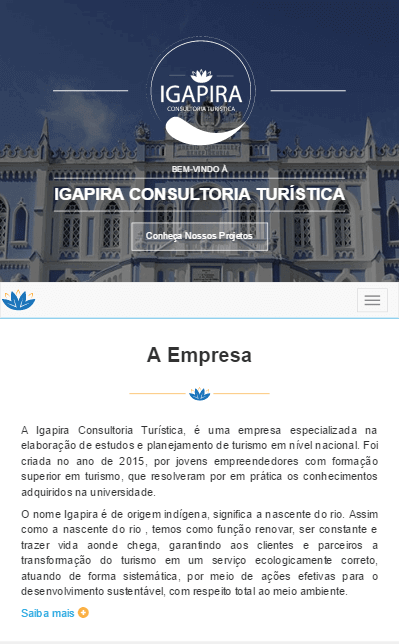 IGAPIRA
CONSULTORIA TURÍSTICA
BEM-VINDO À
IGAPIRA CONSULTORIA TURÍSTICA
Conheça Nossos Projetos
A Empresa
A Igapira Consultoria Turística, é uma empresa especializada na
elaboração de estudos e planejamento de turismo em nível nacional. Foi
criada no ano de 2015, por jovens empreendedores com formação
superior em turismo, que resolveram por em prática os conhecimentos
adquiridos na universidade.
O nome Igapira é de origem indígena, significa a nascente do rio. Assim
como a nascente do rio , temos como função renovar, ser constante e
trazer vida aonde chega, garantindo aos clientes e parceiros a
transformação do turismo em um serviço ecologicamente correto,
atuando de forma sistemática, por meio de ações efetivas para o
desenvolvimento sustentável, com respeito total ao meio ambiente.
Saiba mais